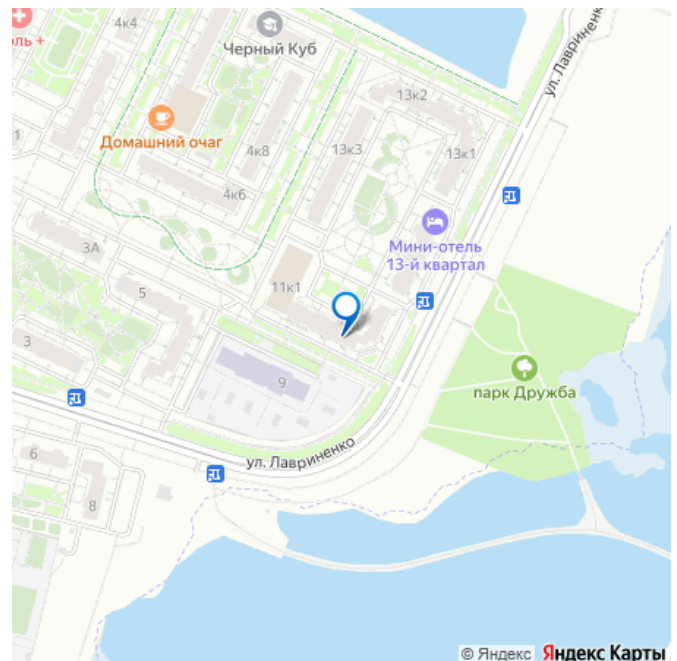 4к4
оль +
Черный Куб
ул. Лавриненко
13к2
1
Домашний очаг
4к8
13к3
13к1
4к6
Мини-отель
13-й квартал
3А
11к1
5
3
9
парк Дружба
ул. Лавриненко
6
8
© Яндекс Яндекс Карты